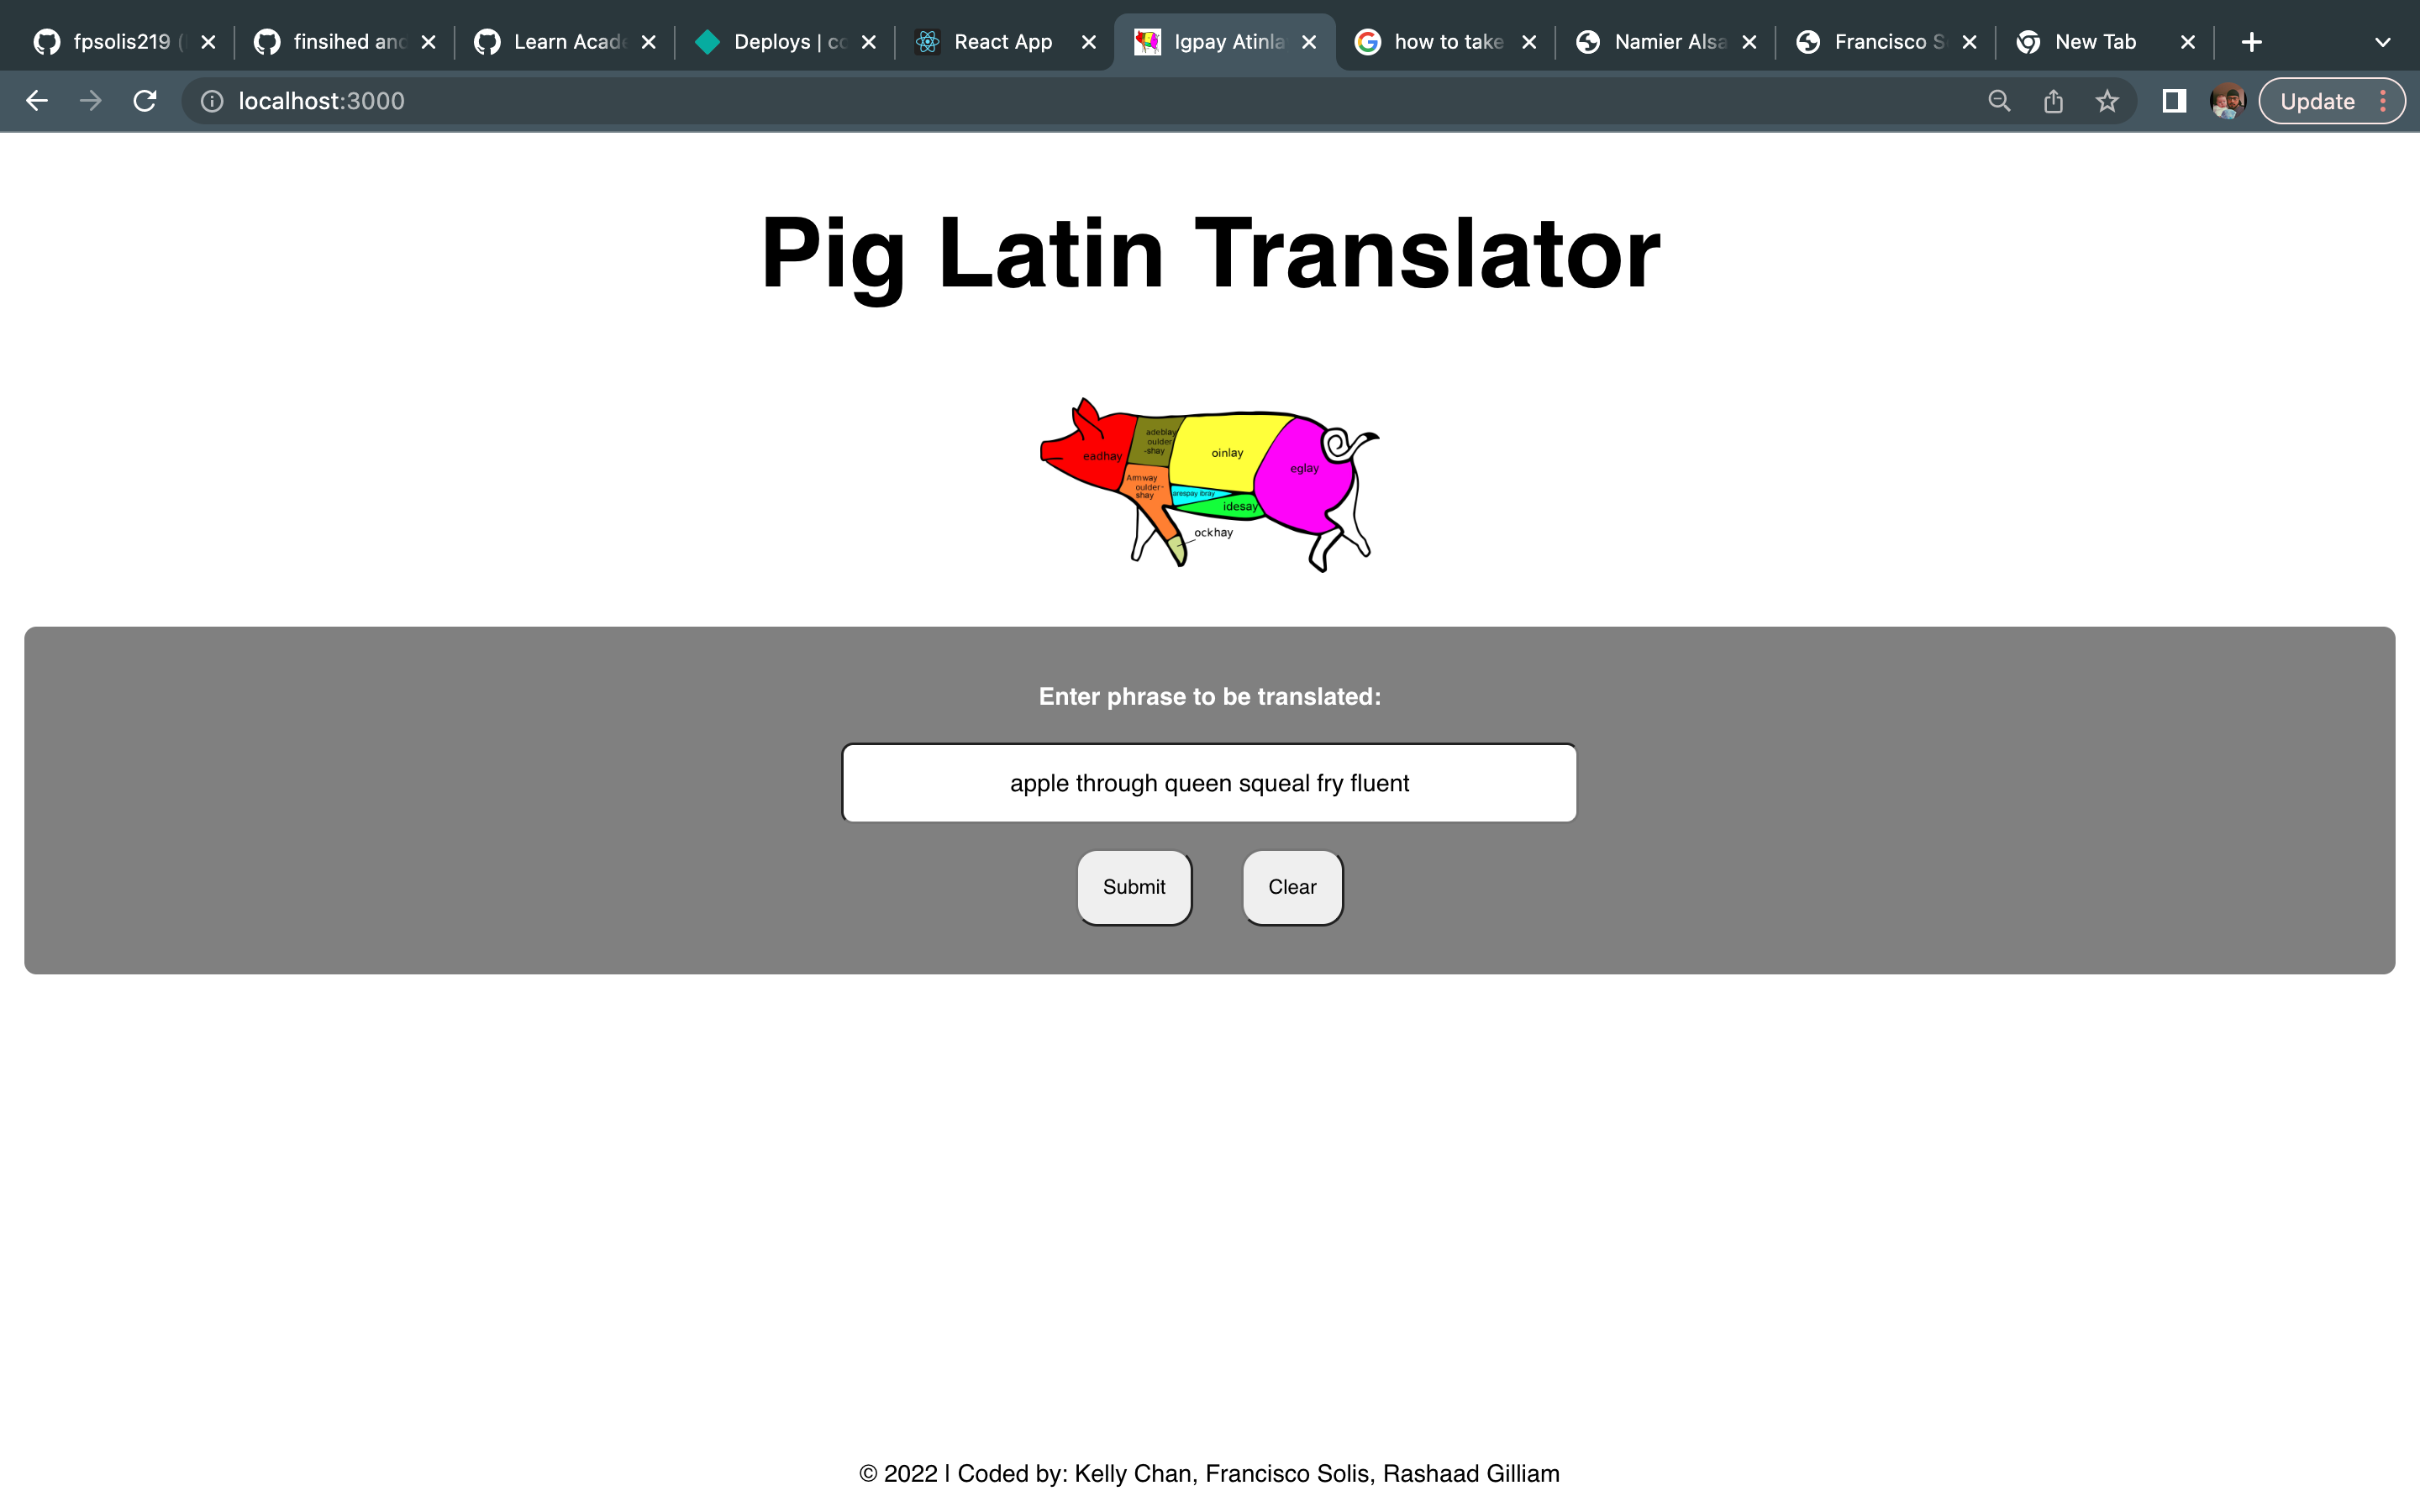 fpsolis219
finsihed and
Learn Acade
Deploys | co
React App
Igpay Atinla
how to take
Namier Alsa
Francisco S
New Tab
localhost:3000
Update
Pig Latin Translator
eadhay
adeblay
oulder
-shay
oinlay
eglay
Armway
oulder-
shay
arespay ibray
idesay
ockhay
Enter phrase to be translated:
apple through queen squeal fry fluent
Submit
Clear
© 2022 | Coded by: Kelly Chan, Francisco Solis, Rashaad Gilliam